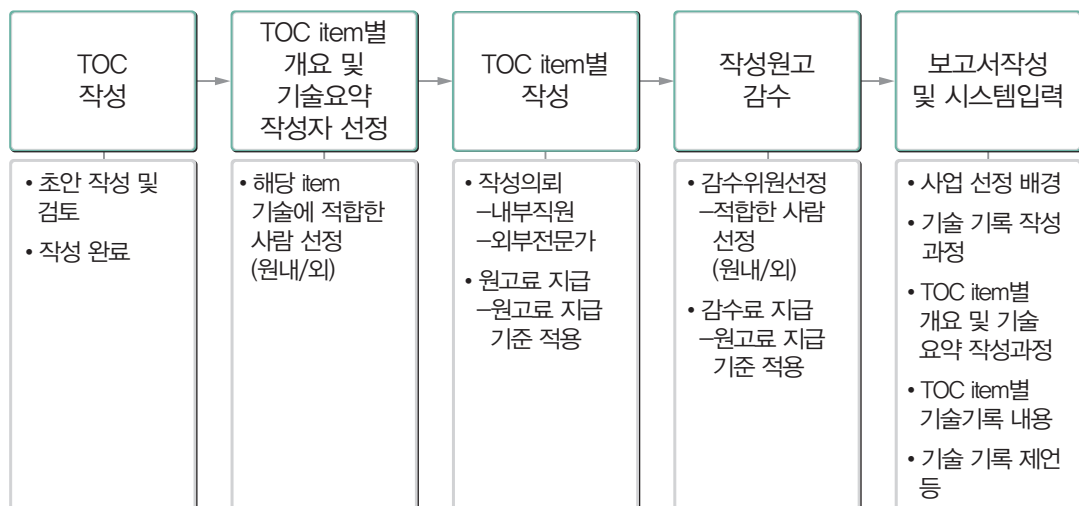 TOC
작성
TOC item별
개요 및
기술요약
작성자 선정
TOC item별
작성
작성원고
감수
보고서작성
및 시스템입력
• 초안 작성 및
검토
• 작성 완료
• 해당 item
기술에 적합한
사람 선정
(원내/외)
• 작성의뢰
–내부직원
–외부전문가
• 원고료 지급
–원고료 지급
기준 적용
• 감수위원선정
–적합한 사람
선정
(원내/외)
• 감수료 지급
–원고료 지급
기준 적용
• 사업 선정 배경
• 기술 기록 작성
과정
• TOC item별
개요 및 기술
요약 작성과정
• TOC item별
기술기록 내용
• 기술 기록 제언
등